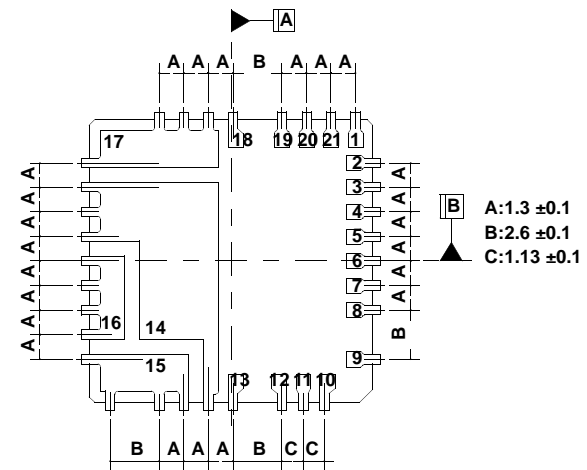 A
A A A B A A A
17 18 19 20 21 1
2
3
4
5
6
7
8
9
A
A
A
A
A
A
A
A
A
A
A
A
A
A
B
B
A:1.3 ±0.1
B:2.6 ±0.1
C:1.13 ±0.1
16 14
15
13 12 11 10
B A A A B C C